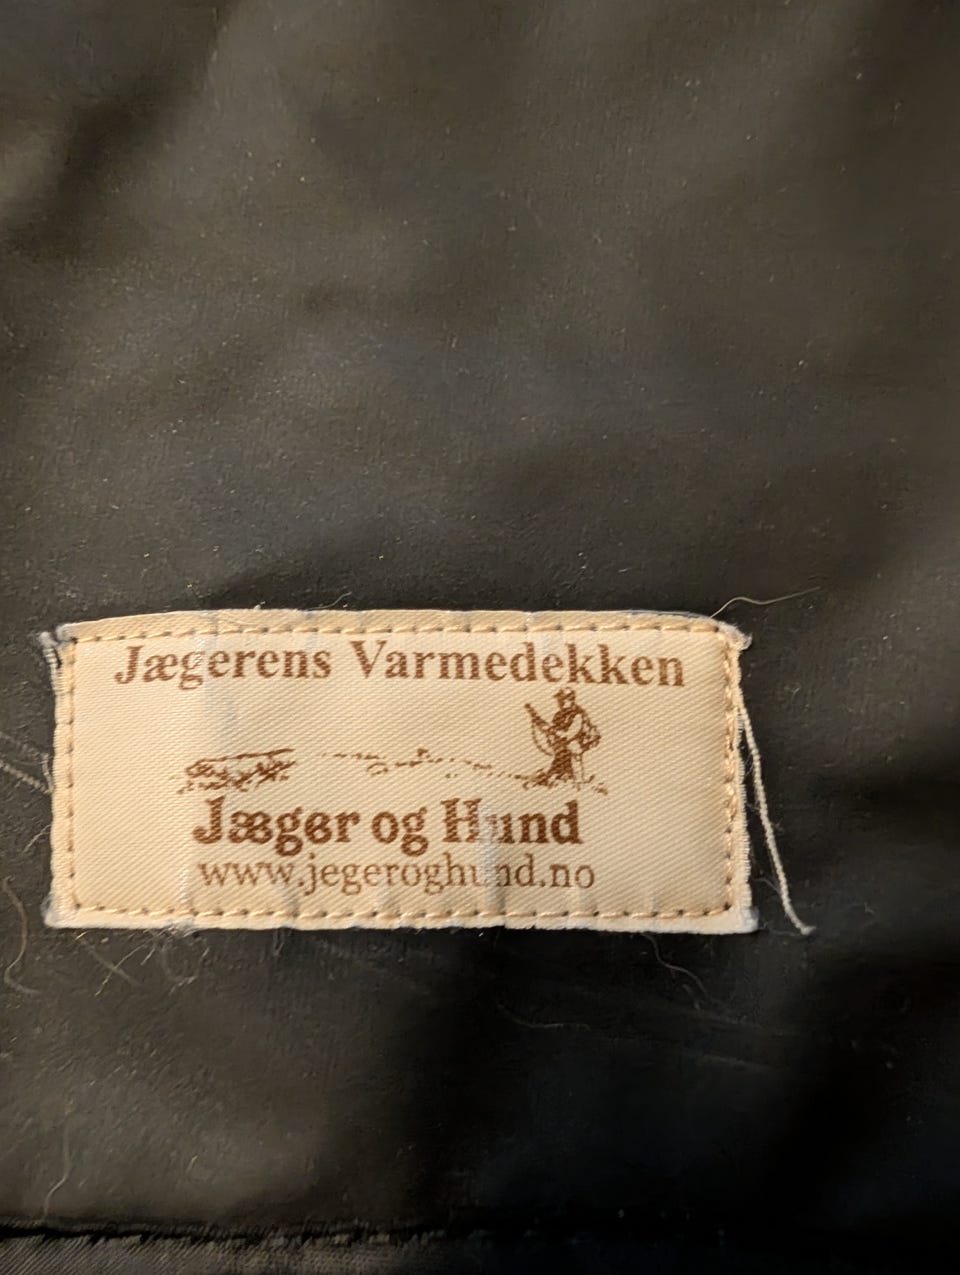 Jægerens Varmedekken
Jæger og Hund
www.jegeroghund.no